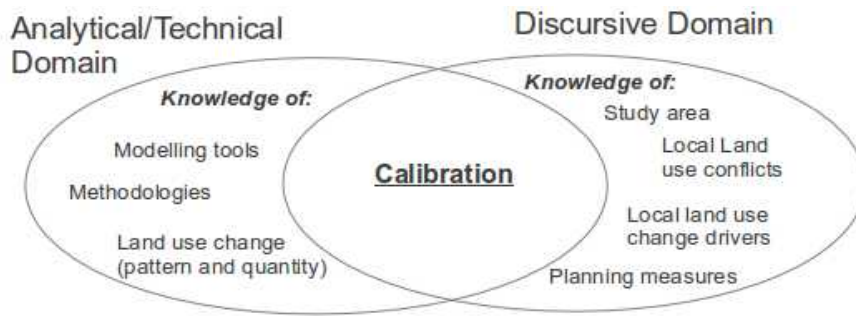 Analytical/Technical
Domain
Discursive Domain
Knowledge of:
Modelling tools
Methodologies
Land use change
(pattern and quantity)
Calibration
Knowledge of:
Study area
Local Land
use conflicts
Local land use
change drivers
Planning measures